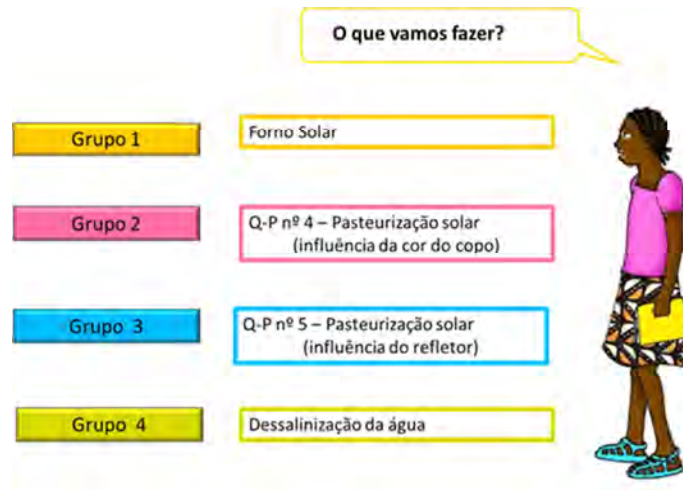 O que vamos fazer?
Grupo 1
Forno Solar
Grupo 2
Q-P nº 4 – Pasteurização solar
(influência da cor do copo)
Grupo 3
Q-P nº 5 – Pasteurização solar
(influência do refletor)
Grupo 4
Dessalinização da água